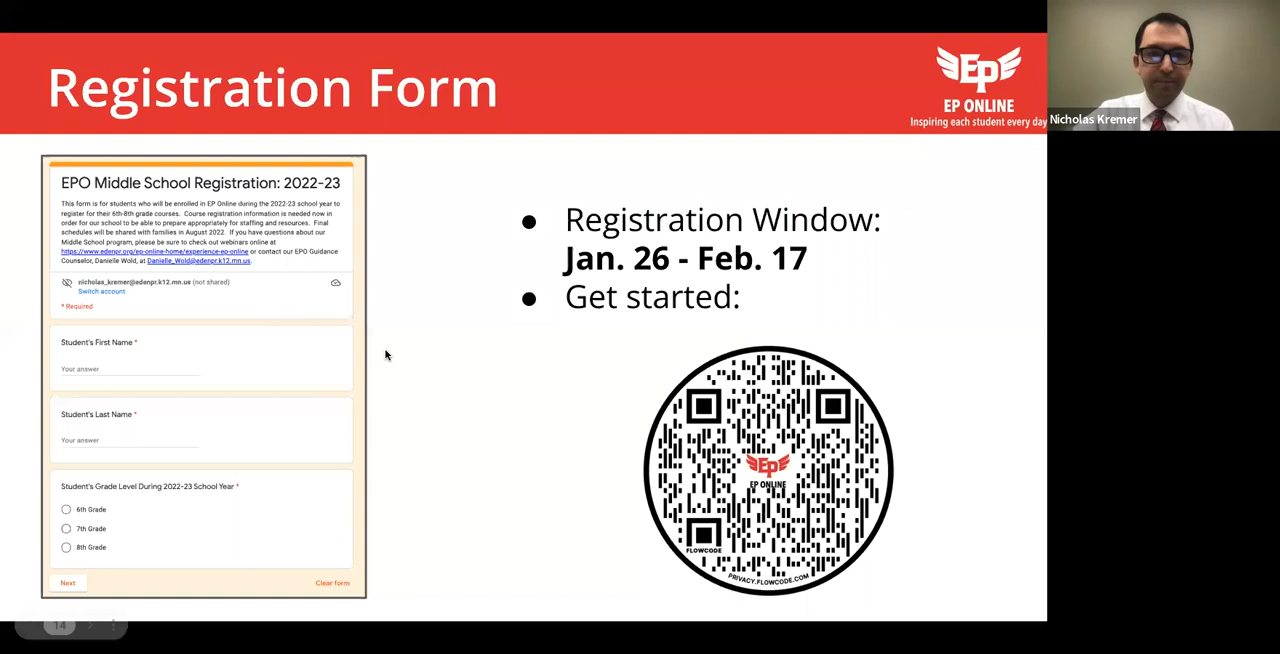 Registration Form
EP
EP ONLINE
Inspiring each student every day
Nicholas Kremer
EPO Middle School Registration: 2022-23
This form is for students who will be enrolled in EP Online during the 2022-23 school year to
register for their 6th-8th grade courses. Course registration information is needed now in
order for our school to be able to prepare appropriately for staffing and resources. Final
schedules will be shared with families in August 2022. If you have questions about our
Middle School program, please be sure to check out webinars online at
https://www.edenpr.org/ep-online-home/experience-ep-online or contact our EPO Guidance
Counselor, Danielle Wold, at Danielle_Wold@edenpr.k12.mn.us.
nicholas_kremer@edenpr.k12.mn.us (not shared)
Switch account
* Required
Student's First Name *
Your answer
Student's Last Name *
Your answer
Student's Grade Level During 2022-23 School Year *
6th Grade
7th Grade
8th Grade
Next Clear form
● Registration Window:
Jan. 26 - Feb. 17
● Get started:
EP
EP ONLINE
FLOWCODE
PRIVACY.FLOWCODE.COM
14